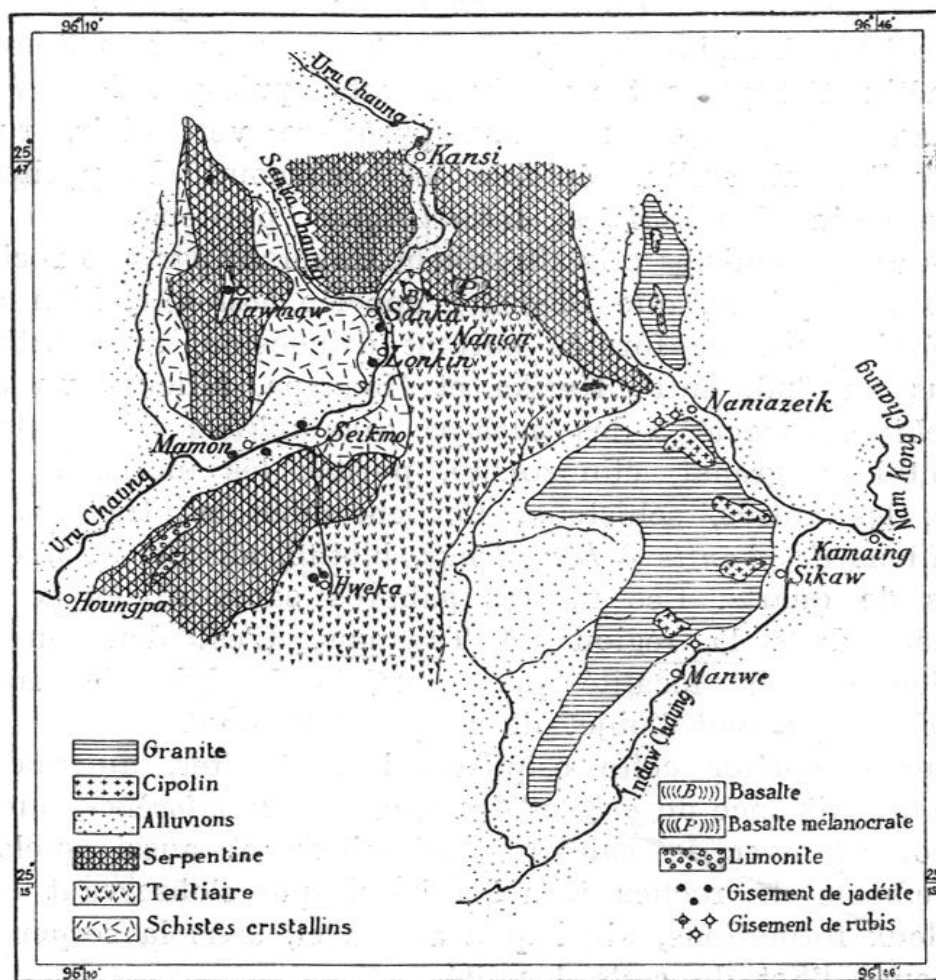 96°10'
96°46'
Uru Chaung
25°
47'
Kansi
Sanka Chaung
Tawmaw
B
P
Sanka
Nanion
Lonkin
Naniazeik
Mamon
Seikmo
Nam Kong Chaung
Uru Chaung
Kamaing
Houngpa
Hweka
Sikaw
Manwe
Indaw Chaung
Granite
Cipolin
Alluvions
Serpentine
Tertiaire
Schistes cristallins
(B) Basalte
(P) Basalte mélanocrate
Limonite
Gisement de jadéite
Gisement de rubis
25
15'
96°10
96°46'